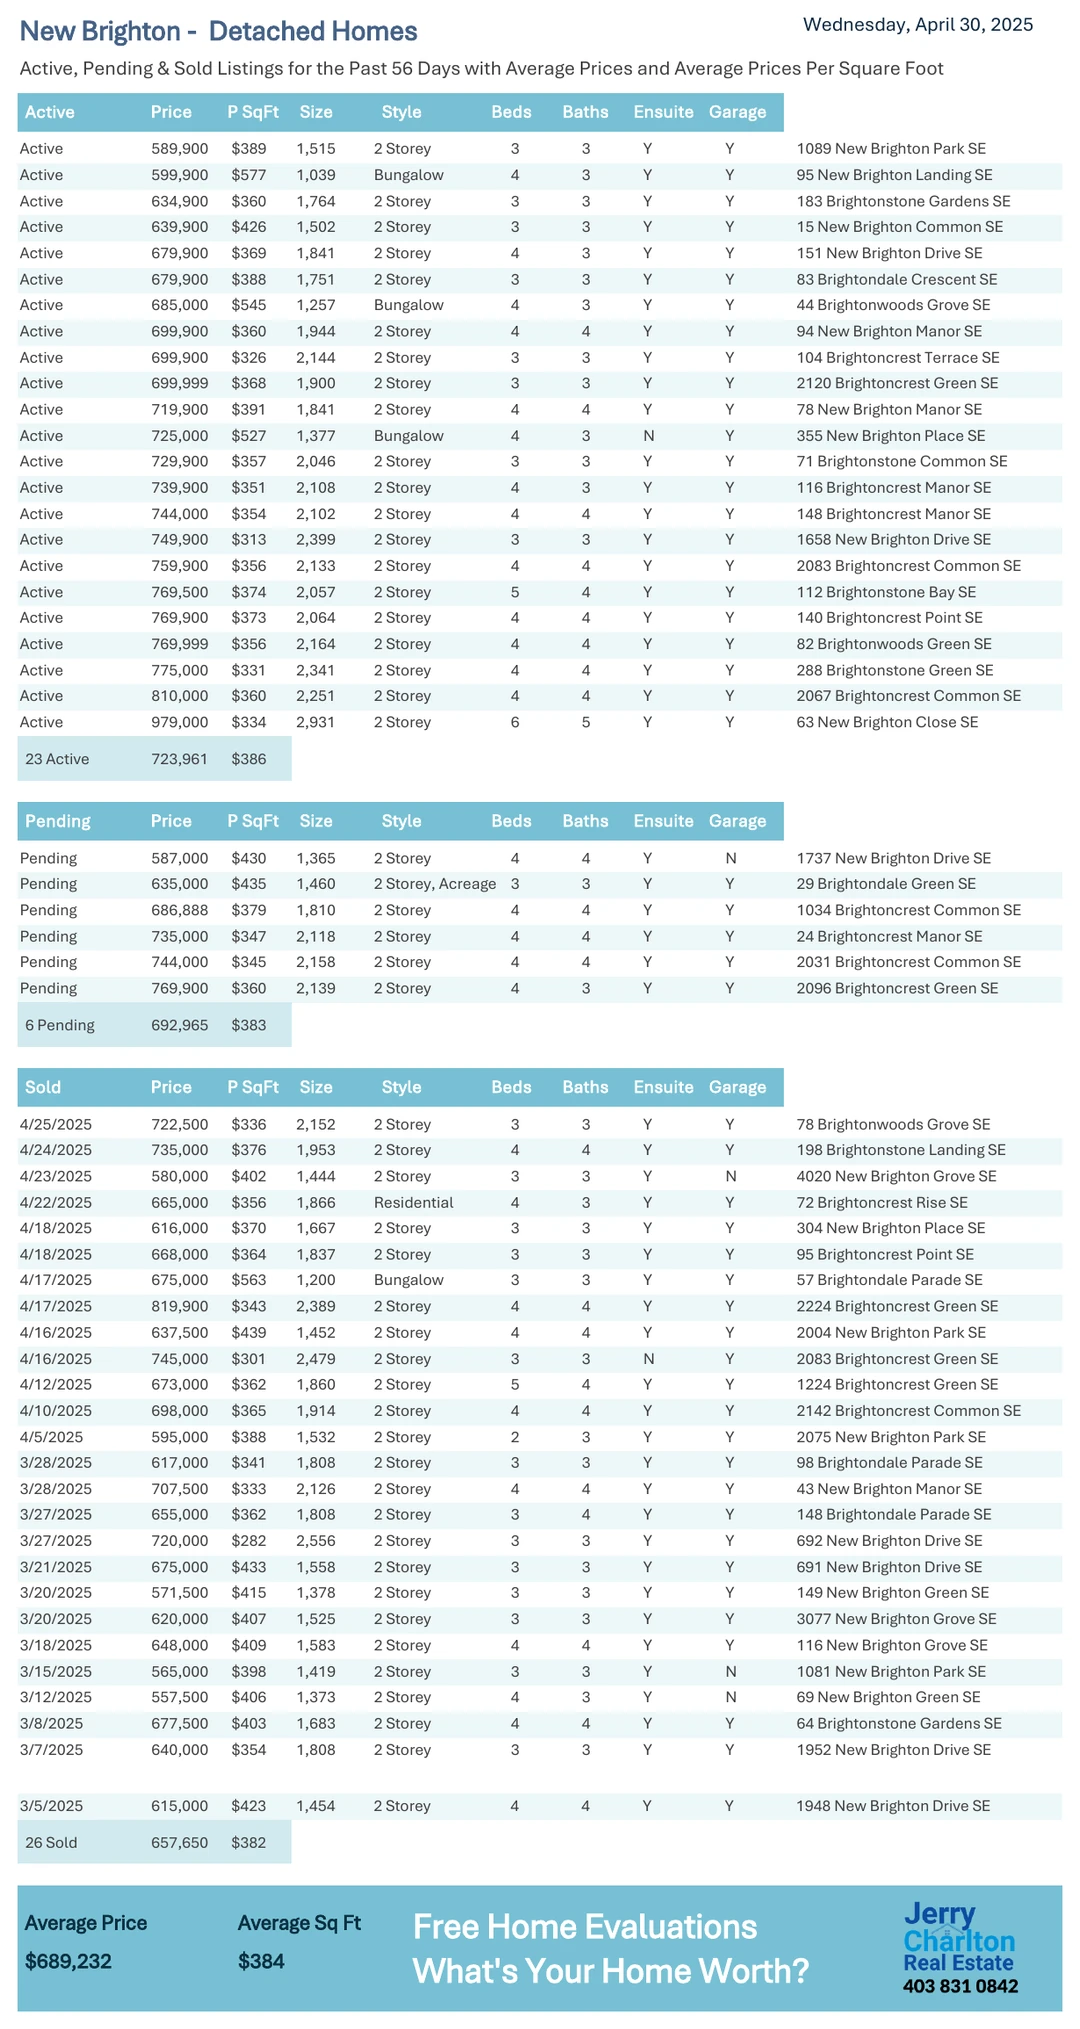 New Brighton - Detached Homes
Wednesday, April 30, 2025
Active, Pending & Sold Listings for the Past 56 Days with Average Prices and Average Prices Per Square Foot
Active Price P SqFt Size Style Beds Baths Ensuite Garage
Active 589,900 $389 1,515 2 Storey 3 3 Y Y 1089 New Brighton Park SE
Active 599,900 $577 1,039 Bungalow 4 3 Y Y 95 New Brighton Landing SE
Active 634,900 $360 1,764 2 Storey 3 3 Y Y 183 Brightonstone Gardens SE
Active 639,900 $426 1,502 2 Storey 3 3 Y Y 15 New Brighton Common SE
Active 679,900 $369 1,841 2 Storey 4 3 Y Y 151 New Brighton Drive SE
Active 679,900 $388 1,751 2 Storey 3 3 Y Y 83 Brightondale Crescent SE
Active 685,000 $545 1,257 Bungalow 4 3 Y Y 44 Brightonwoods Grove SE
Active 699,900 $360 1,944 2 Storey 4 4 Y Y 94 New Brighton Manor SE
Active 699,900 $326 2,144 2 Storey 3 3 Y Y 104 Brightoncrest Terrace SE
Active 699,999 $368 1,900 2 Storey 3 3 Y Y 2120 Brightoncrest Green SE
Active 719,900 $391 1,841 2 Storey 4 4 Y Y 78 New Brighton Manor SE
Active 725,000 $527 1,377 Bungalow 4 3 N Y 355 New Brighton Place SE
Active 729,900 $357 2,046 2 Storey 3 3 Y Y 71 Brightonstone Common SE
Active 739,900 $351 2,108 2 Storey 4 3 Y Y 116 Brightoncrest Manor SE
Active 744,000 $354 2,102 2 Storey 4 4 Y Y 148 Brightoncrest Manor SE
Active 749,900 $313 2,399 2 Storey 3 3 Y Y 1658 New Brighton Drive SE
Active 759,900 $356 2,133 2 Storey 4 4 Y Y 2083 Brightoncrest Common SE
Active 769,500 $374 2,057 2 Storey 5 4 Y Y 112 Brightonstone Bay SE
Active 769,900 $373 2,064 2 Storey 4 4 Y Y 140 Brightoncrest Point SE
Active 769,999 $356 2,164 2 Storey 4 4 Y Y 82 Brightonwoods Green SE
Active 775,000 $331 2,341 2 Storey 4 4 Y Y 288 Brightonstone Green SE
Active 810,000 $360 2,251 2 Storey 4 4 Y Y 2067 Brightoncrest Common SE
Active 979,000 $334 2,931 2 Storey 6 5 Y Y 63 New Brighton Close SE
23 Active 723,961 $386
Pending Price P SqFt Size Style Beds Baths Ensuite Garage
Pending 587,000 $430 1,365 2 Storey 4 4 Y N 1737 New Brighton Drive SE
Pending 635,000 $435 1,460 2 Storey, Acreage 3 3 Y Y 29 Brightondale Green SE
Pending 686,888 $379 1,810 2 Storey 4 4 Y Y 1034 Brightoncrest Common SE
Pending 735,000 $347 2,118 2 Storey 4 4 Y Y 24 Brightoncrest Manor SE
Pending 744,000 $345 2,158 2 Storey 4 4 Y Y 2031 Brightoncrest Common SE
Pending 769,900 $360 2,139 2 Storey 4 3 Y Y 2096 Brightoncrest Green SE
6 Pending 692,965 $383
Sold Price P SqFt Size Style Beds Baths Ensuite Garage
4/25/2025 722,500 $336 2,152 2 Storey 3 3 Y Y 78 Brightonwoods Grove SE
4/24/2025 735,000 $376 1,953 2 Storey 4 4 Y Y 198 Brightonstone Landing SE
4/23/2025 580,000 $402 1,444 2 Storey 3 3 Y N 4020 New Brighton Grove SE
4/22/2025 665,000 $356 1,866 Residential 4 3 Y Y 72 Brightoncrest Rise SE
4/18/2025 616,000 $370 1,667 2 Storey 3 3 Y Y 304 New Brighton Place SE
4/18/2025 668,000 $364 1,837 2 Storey 3 3 Y Y 95 Brightoncrest Point SE
4/17/2025 675,000 $563 1,200 Bungalow 3 3 Y Y 57 Brightondale Parade SE
4/17/2025 819,900 $343 2,389 2 Storey 4 4 Y Y 2224 Brightoncrest Green SE
4/16/2025 637,500 $439 1,452 2 Storey 4 4 Y Y 2004 New Brighton Park SE
4/16/2025 745,000 $301 2,479 2 Storey 3 3 N Y 2083 Brightoncrest Green SE
4/12/2025 673,000 $362 1,860 2 Storey 5 4 Y Y 1224 Brightoncrest Green SE
4/10/2025 698,000 $365 1,914 2 Storey 4 4 Y Y 2142 Brightoncrest Common SE
4/5/2025 595,000 $388 1,532 2 Storey 2 3 Y Y 2075 New Brighton Park SE
3/28/2025 617,000 $341 1,808 2 Storey 3 3 Y Y 98 Brightondale Parade SE
3/28/2025 707,500 $333 2,126 2 Storey 4 4 Y Y 43 New Brighton Manor SE
3/27/2025 655,000 $362 1,808 2 Storey 3 4 Y Y 148 Brightondale Parade SE
3/27/2025 720,000 $282 2,556 2 Storey 3 3 Y Y 692 New Brighton Drive SE
3/21/2025 675,000 $433 1,558 2 Storey 3 3 Y Y 691 New Brighton Drive SE
3/20/2025 571,500 $415 1,378 2 Storey 3 3 Y Y 149 New Brighton Green SE
3/20/2025 620,000 $407 1,525 2 Storey 3 3 Y Y 3077 New Brighton Grove SE
3/18/2025 648,000 $409 1,583 2 Storey 4 4 Y Y 116 New Brighton Grove SE
3/15/2025 565,000 $398 1,419 2 Storey 3 3 Y N 1081 New Brighton Park SE
3/12/2025 557,500 $406 1,373 2 Storey 4 3 Y N 69 New Brighton Green SE
3/8/2025 677,500 $403 1,683 2 Storey 4 4 Y Y 64 Brightonstone Gardens SE
3/7/2025 640,000 $354 1,808 2 Storey 3 3 Y Y 1952 New Brighton Drive SE
3/5/2025 615,000 $423 1,454 2 Storey 4 4 Y Y 1948 New Brighton Drive SE
26 Sold 657,650 $382
Average Price Average Sq Ft
$689,232 $384
Free Home Evaluations
What's Your Home Worth?
Jerry
Charlton
Real Estate
403 831 0842